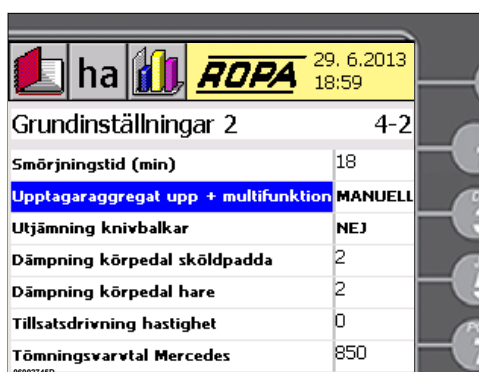 ha
ROPA
29. 6.2013
18:59
Grundinställningar 2 4-2
Smörjningstid (min) 18
Upptagaraggregat upp + multifunktion MANUELL
Utjämning knivbalkar NEJ
Dämpning körpedal sköldpadda 2
Dämpning körpedal hare 2
Tillsatsdrivning hastighet 0
Tömningsvarvtal Mercedes 850